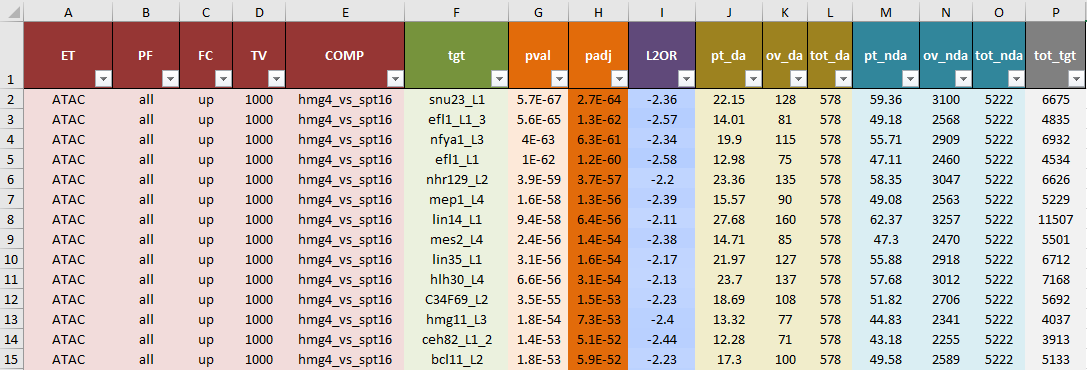 A B C D E F G H I J K L M N O P
1 ET PF FC TV COMP tgt pval padj L2OR pt_da ov_da tot_da pt_nda ov_nda tot_nda tot_tgt
2 ATAC all up 1000 hmg4_vs_spt16 snu23_L1 5.7E-67 2.7E-64 -2.36 22.15 128 578 59.36 3100 5222 6675
3 ATAC all up 1000 hmg4_vs_spt16 efl1_L1_3 5.6E-65 1.3E-62 -2.57 14.01 81 578 49.18 2568 5222 4835
4 ATAC all up 1000 hmg4_vs_spt16 nfya1_L3 4E-63 6.3E-61 -2.34 19.9 115 578 55.71 2909 5222 6932
5 ATAC all up 1000 hmg4_vs_spt16 efl1_L1 1E-62 1.2E-60 -2.58 12.98 75 578 47.11 2460 5222 4534
6 ATAC all up 1000 hmg4_vs_spt16 nhr129_L2 3.9E-59 3.7E-57 -2.2 23.36 135 578 58.35 3047 5222 6626
7 ATAC all up 1000 hmg4_vs_spt16 mep1_L4 1.6E-58 1.3E-56 -2.39 15.57 90 578 49.08 2563 5222 5229
8 ATAC all up 1000 hmg4_vs_spt16 lin14_L1 9.4E-58 6.4E-56 -2.11 27.68 160 578 62.37 3257 5222 11507
9 ATAC all up 1000 hmg4_vs_spt16 mes2_L4 2.4E-56 1.4E-54 -2.38 14.71 85 578 47.3 2470 5222 5501
10 ATAC all up 1000 hmg4_vs_spt16 lin35_L1 3.1E-56 1.6E-54 -2.17 21.97 127 578 55.88 2918 5222 6712
11 ATAC all up 1000 hmg4_vs_spt16 hlh30_L4 6.6E-56 3.1E-54 -2.13 23.7 137 578 57.68 3012 5222 7168
12 ATAC all up 1000 hmg4_vs_spt16 C34F69_L2 3.5E-55 1.5E-53 -2.23 18.69 108 578 51.82 2706 5222 5692
13 ATAC all up 1000 hmg4_vs_spt16 hmg11_L3 1.8E-54 7.3E-53 -2.4 13.32 77 578 44.83 2341 5222 4037
14 ATAC all up 1000 hmg4_vs_spt16 ceh82_L1_2 1.4E-53 5.1E-52 -2.44 12.28 71 578 43.18 2255 5222 3913
15 ATAC all up 1000 hmg4_vs_spt16 bcl11_L2 1.8E-53 5.9E-52 -2.23 17.3 100 578 49.58 2589 5222 5133